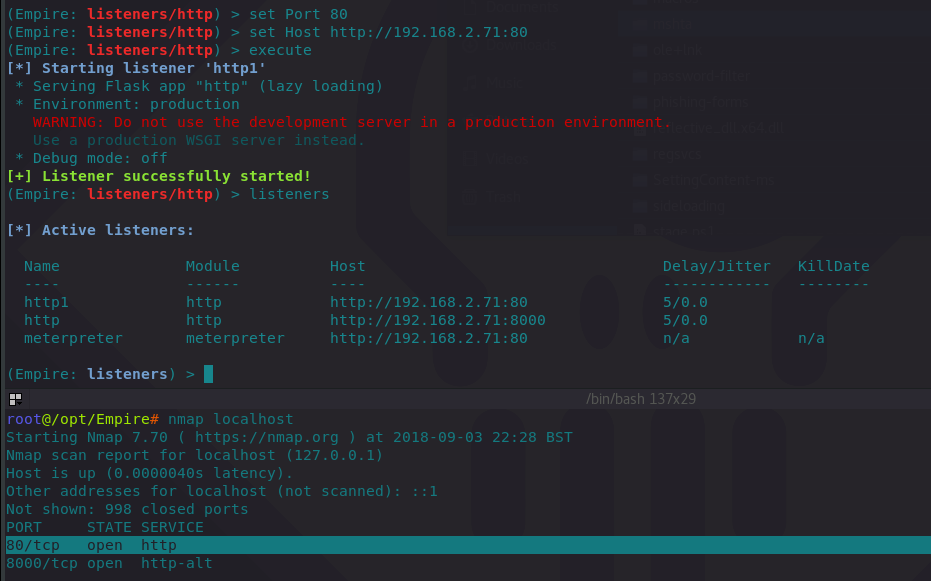 (Empire: listeners/http) > set Port 80
(Empire: listeners/http) > set Host http://192.168.2.71:80
(Empire: listeners/http) > execute
[*] Starting listener 'http1'
 * Serving Flask app "http" (lazy loading)
 * Environment: production
   WARNING: Do not use the development server in a production environment.
   Use a production WSGI server instead.
 * Debug mode: off
[+] Listener successfully started!
(Empire: listeners/http) > listeners
[*] Active listeners:
  Name              Module          Host                                 Delay/Jitter   KillDate
  ----              ------          ----                                 ------------   --------
  http1             http            http://192.168.2.71:80               5/0.0
  http              http            http://192.168.2.71:8000             5/0.0
  meterpreter       meterpreter     http://192.168.2.71:80               n/a            n/a
(Empire: listeners) >
/bin/bash 137x29
root@/opt/Empire# nmap localhost
Starting Nmap 7.70 ( https://nmap.org ) at 2018-09-03 22:28 BST
Nmap scan report for localhost (127.0.0.1)
Host is up (0.0000040s latency).
Other addresses for localhost (not scanned): ::1
Not shown: 998 closed ports
PORT     STATE SERVICE
80/tcp   open  http
8000/tcp open  http-alt